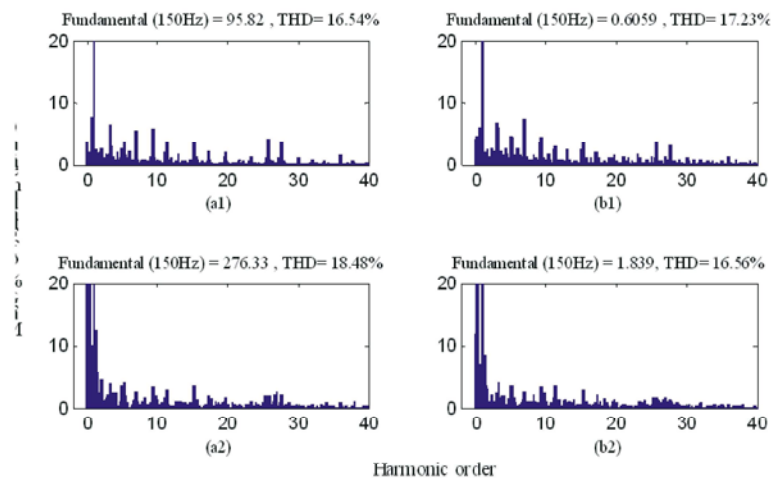 Fundamental (150Hz) = 95.82 , THD= 16.54%
Fundamental (150Hz) = 0.6059 , THD= 17.23%
20
10
0
0 10 20 30 40
(a1)
20
10
0
0 10 20 30 40
(b1)
Fundamental (150Hz) = 276.33 , THD= 18.48%
Fundamental (150Hz) = 1.839, THD= 16.56%
20
10
0
0 10 20 30 40
(a2)
20
10
0
0 10 20 30 40
(b2)
Harmonic order